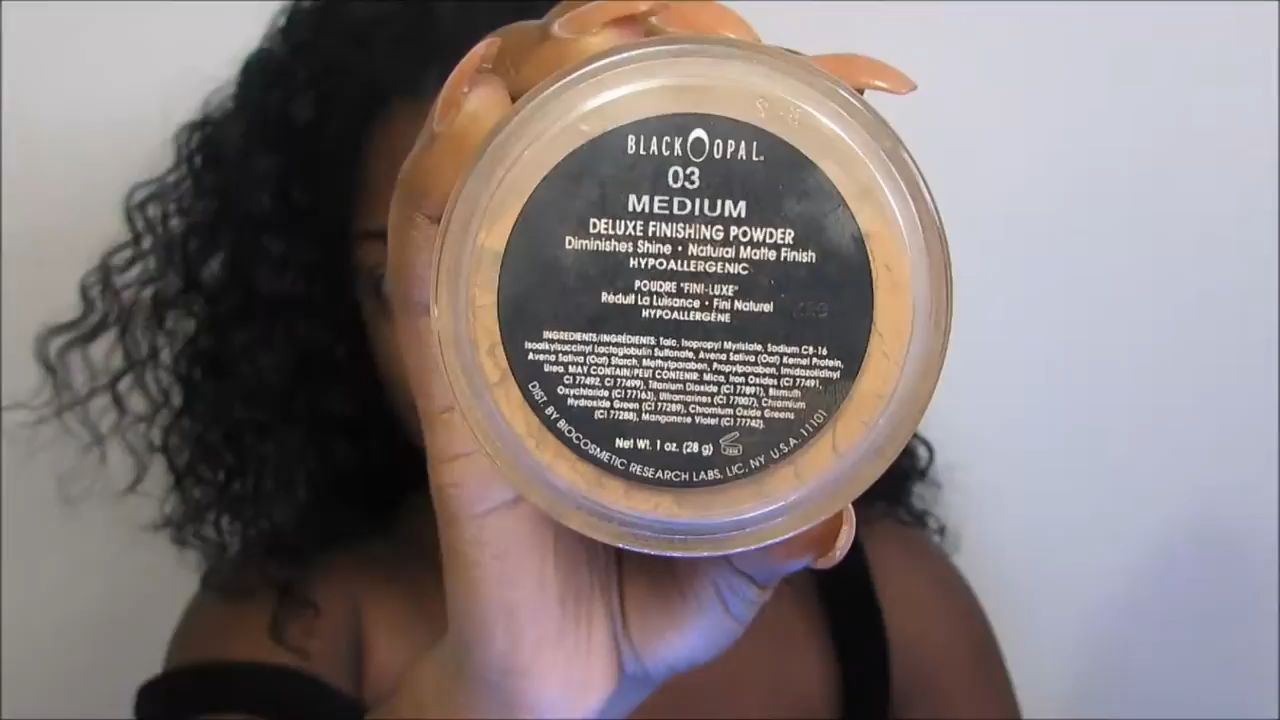 BLACK OPAL
03
MEDIUM
DELUXE FINISHING POWDER
Diminishes Shine • Natural Matte Finish
HYPOALLERGENIC
POUDRE "FINI-LUXE"
Réduit La Luisance • Fini Naturel
HYPOALLERGÈNE
INGREDIENTS/INGRÉDIENTS: Talc, Isopropyl Myristate, Sodium C8-16
Isoalkylsuccinyl Lactoglobulin Sulfonate, Avena Sativa (Oat) Kernel Protein,
Avena Sativa (Oat) Starch, Methylparaben, Propylparaben, Imidazolidinyl
Urea. MAY CONTAIN/PEUT CONTENIR: Mica, Iron Oxides (CI 77491,
CI 77492, CI 77499), Titanium Dioxide (CI 77891), Bismuth
Oxychloride (CI 77163), Ultramarines (CI 77007), Chromium
Hydroxide Green (CI 77289), Chromium Oxide Greens
(CI 77288), Manganese Violet (CI 77742).
Net Wt. 1 oz. (28 g)
DIST. BY BIOCOSMETIC RESEARCH LABS, LIC, NY U.S.A. 11101